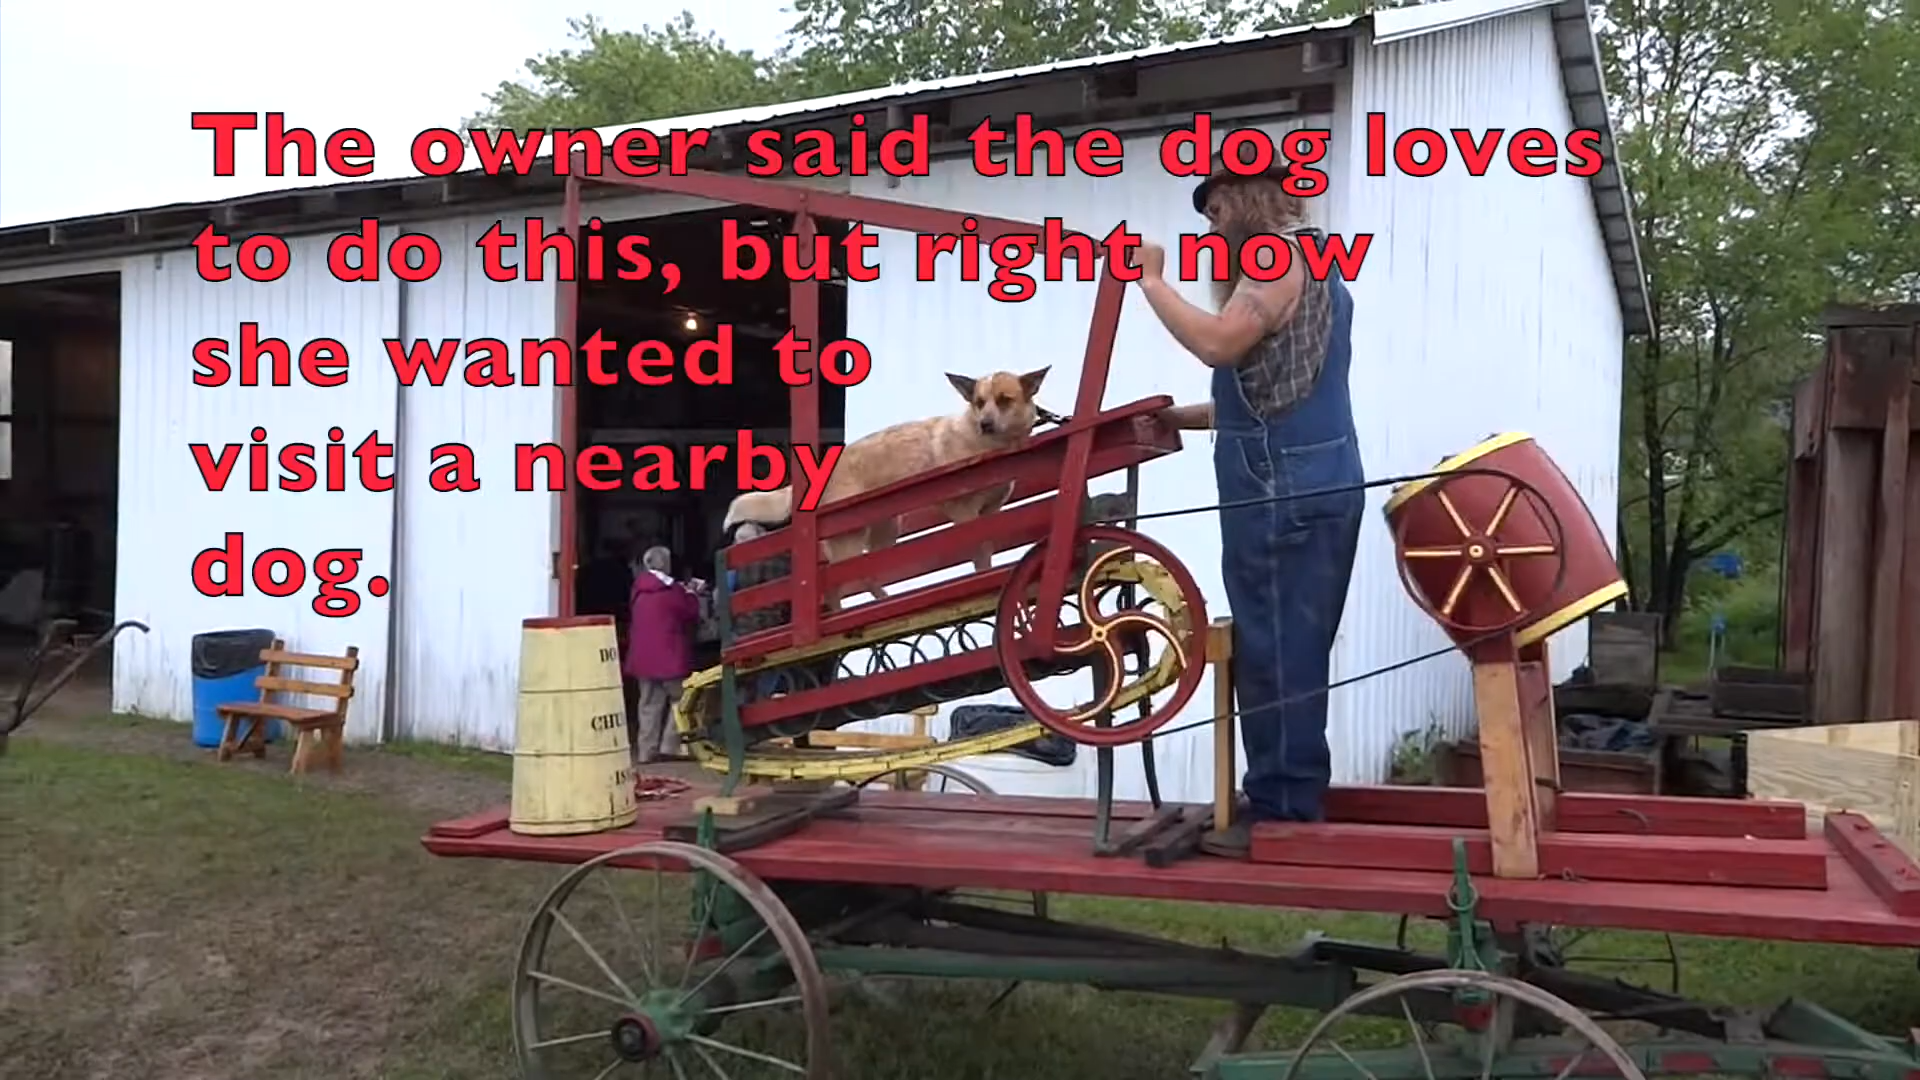 The owner said the dog loves
to do this, but right now
she wanted to
visit a nearby
dog.